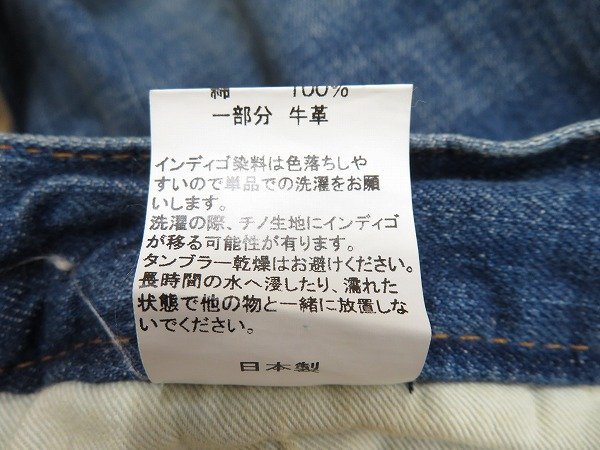 綿 100%
一部分 牛革
インディゴ染料は色落ちしや
すいので単品での洗濯をお願
いします。
洗濯の際、チノ生地にインディゴ
が移る可能性が有ります。
タンブラー乾燥はお避けください。
長時間の水へ浸したり、濡れた
状態で他の物と一緒に放置しな
いでください。
日本製